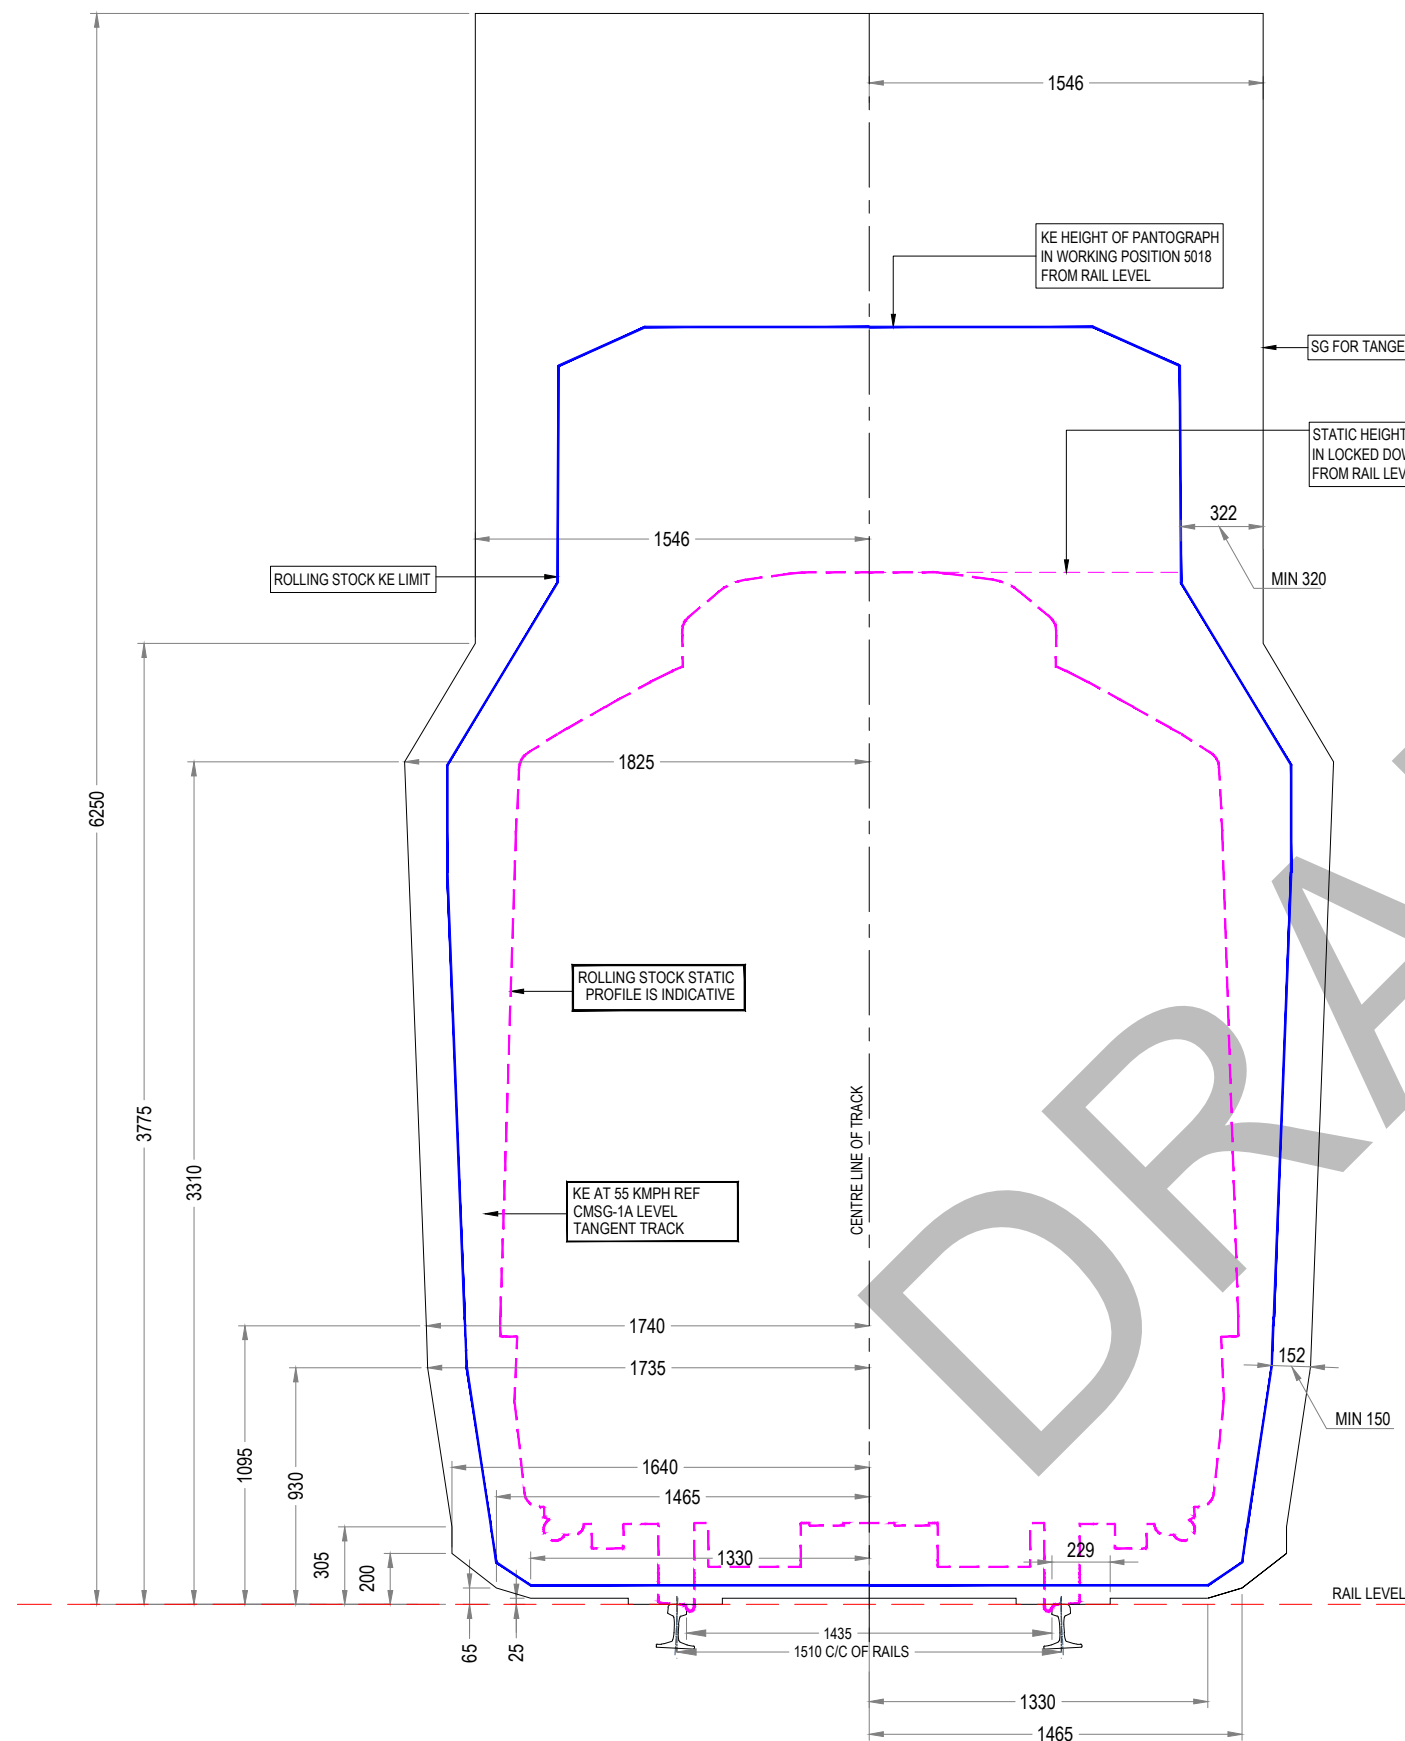 1546
KE HEIGHT OF PANTOGRAPH
IN WORKING POSITION 5018
FROM RAIL LEVEL
SG FOR TANGE
STATIC HEIGHT
IN LOCKED
FROM RAIL
322
1546
ROLLING STOCK KE LIMIT
MIN 320
1825
6250
ROLLING STOCK STATIC
PROFILE IS INDICATIVE
CENTRE LINE OF TRACK
3775
3310
KE AT 55 KMPH REF
CMSG-1A LEVEL
TANGENT TRACK
1740
152
1735
MIN 150
1095
930
1640
1465
305
200
1330
229
RAIL LEVEL
65
25
1435
1510 C/C OF RAILS
1330
1465
DRA